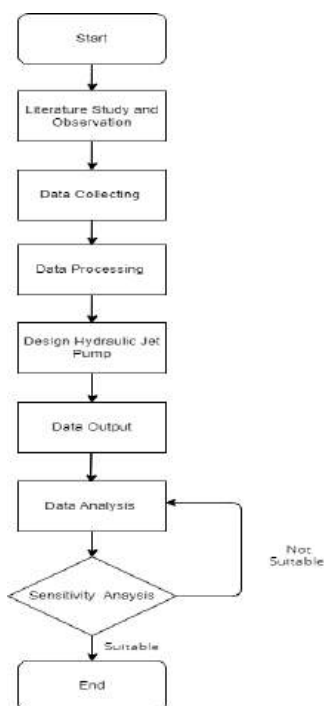 Start
Literature Study and
Observation
Data Collecting
Data Processing
Design Hydraulic Jet
Pump
Data Output
Data Analysis
Not
Suitable
Sensitivity Anaysis
Suitable
End